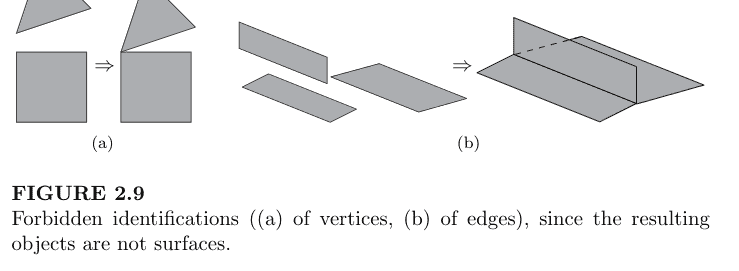 ⇒ ⇒
(a) (b)
FIGURE 2.9
Forbidden identifications ((a) of vertices, (b) of edges), since the resulting
objects are not surfaces.